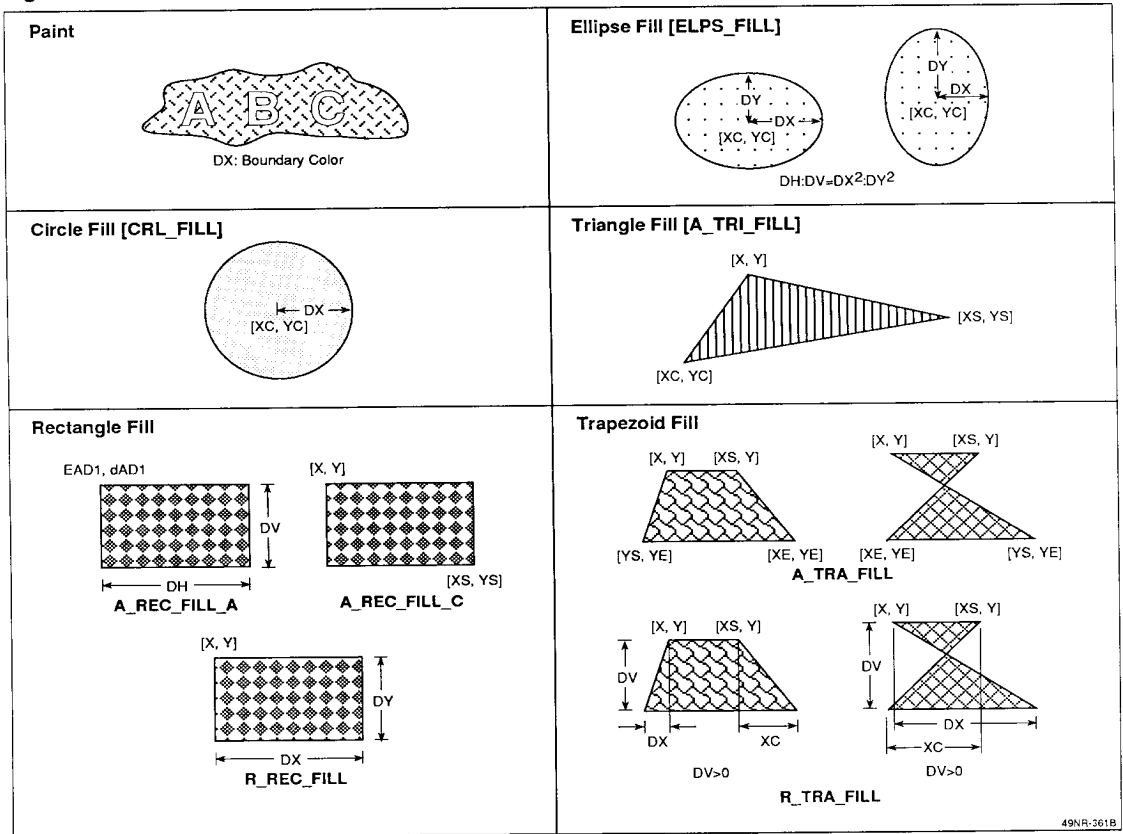 Paint
A B C
DX: Boundary Color
Ellipse Fill [ELPS_FILL]
DY
DX
[XC, YC]
DY
DX
[XC, YC]
DH:DV=DX²:DY²
Circle Fill [CRL_FILL]
DX
[XC, YC]
Triangle Fill [A_TRI_FILL]
[X, Y]
[XS, YS]
[XC, YC]
Rectangle Fill
EAD1, dAD1
DV
DH
A_REC_FILL_A
[X, Y]
[XS, YS]
A_REC_FILL_C
[X, Y]
DY
DX
R_REC_FILL
Trapezoid Fill
[X, Y] [XS, Y]
[YS, YE] [XE, YE]
[X, Y] [XS, Y]
[XE, YE] [YS, YE]
A_TRA_FILL
[X, Y] [XS, Y]
DV
DX XC
DV>0
[X, Y] [XS, Y]
DV
DX
XC
DV>0
R_TRA_FILL
49NR-361B